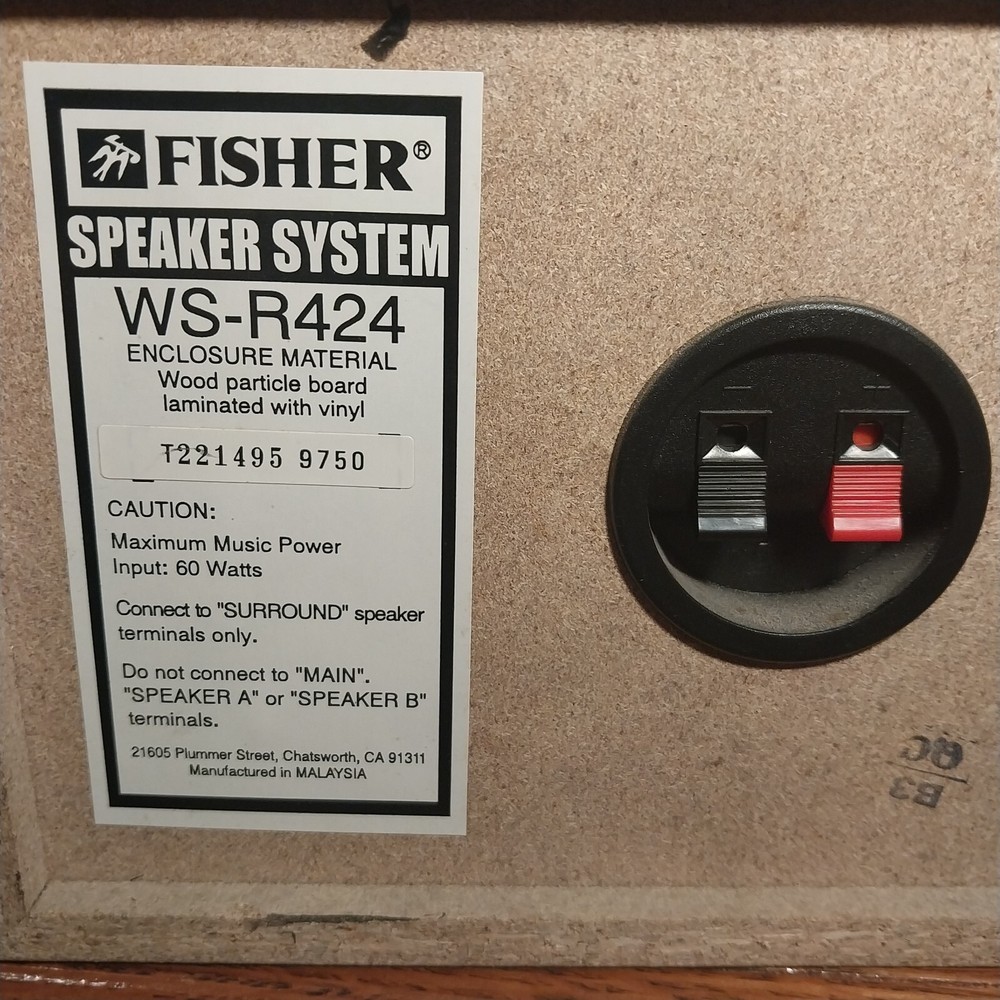 FISHER®
SPEAKER SYSTEM
WS-R424
ENCLOSURE MATERIAL
Wood particle board
laminated with vinyl
T221495 9750
CAUTION:
Maximum Music Power
Input: 60 Watts
Connect to "SURROUND" speaker
terminals only.
Do not connect to "MAIN".
"SPEAKER A" or "SPEAKER B"
terminals.
21605 Plummer Street, Chatsworth, CA 91311
Manufactured in MALAYSIA
- +
B3
QC